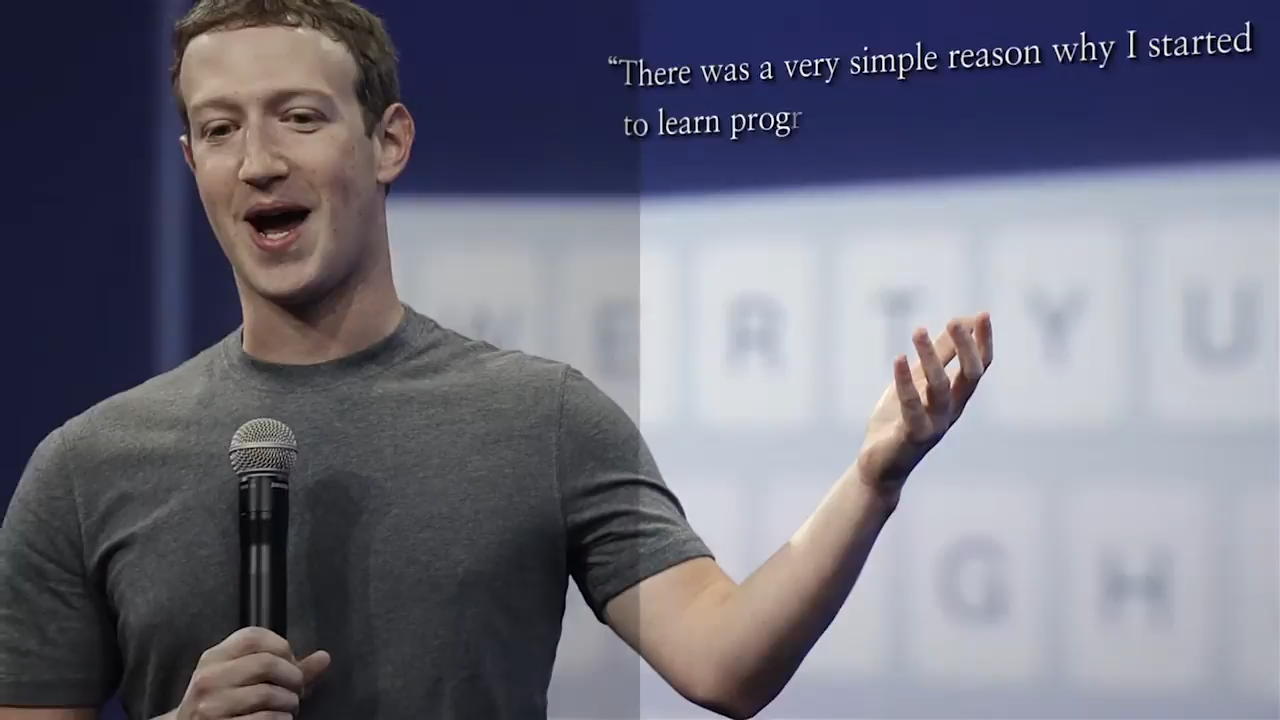 “There was a very simple reason why I started
to learn progr
E R T Y U
G H